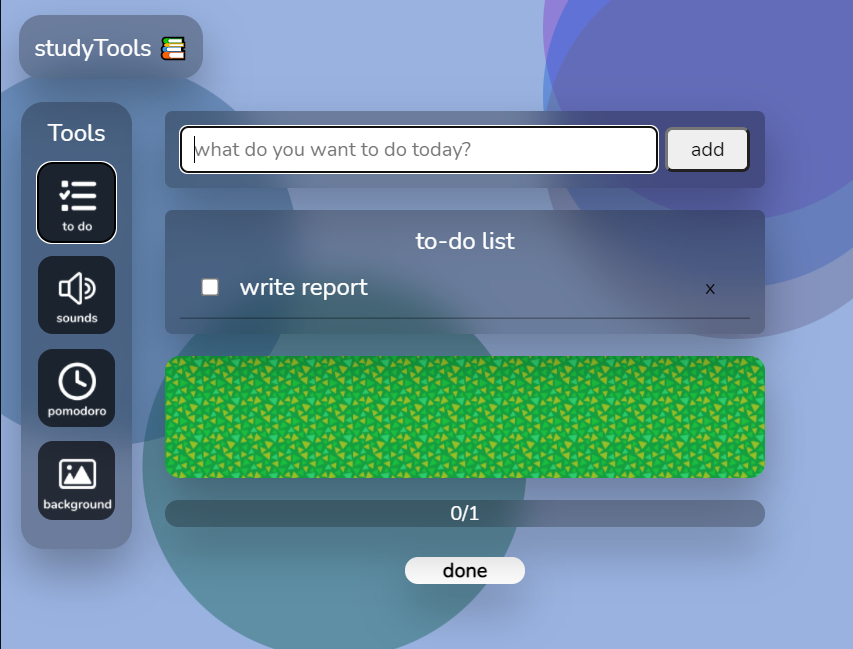 studyTools 📚
Tools
to do
sounds
pomodoro
background
what do you want to do today?
add
to-do list
write report
x
0/1
done